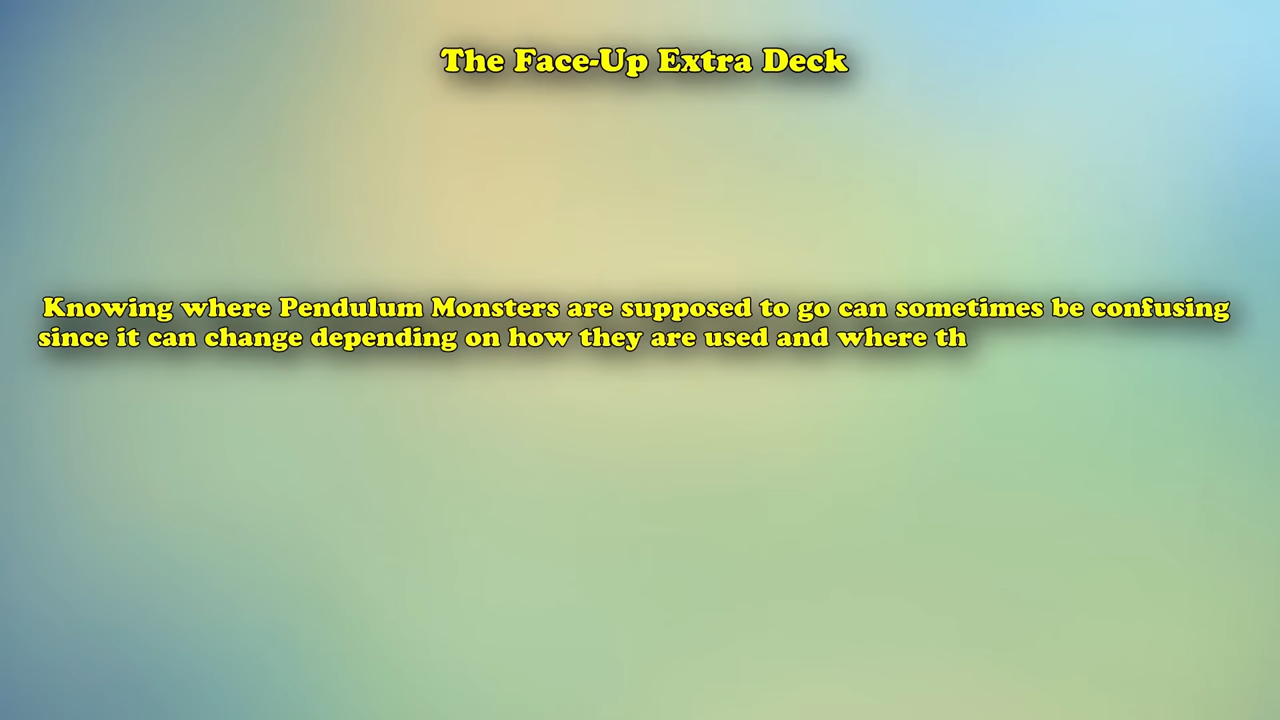 The Face-Up Extra Deck
Knowing where Pendulum Monsters are supposed to go can sometimes be confusing
since it can change depending on how they are used and where th